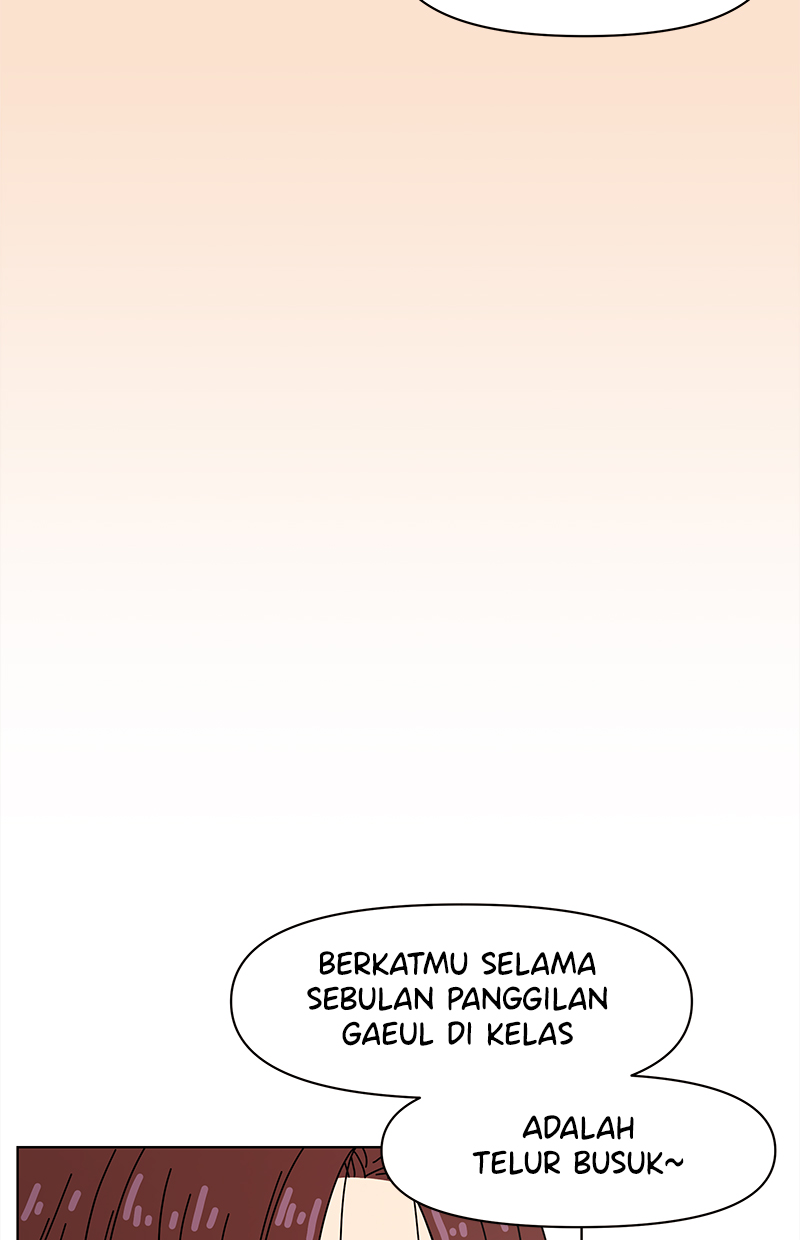 BERKATMU SELAMA
SEBULAN PANGGILAN
GAEUL DI KELAS
ADALAH
TELUR BUSUK~